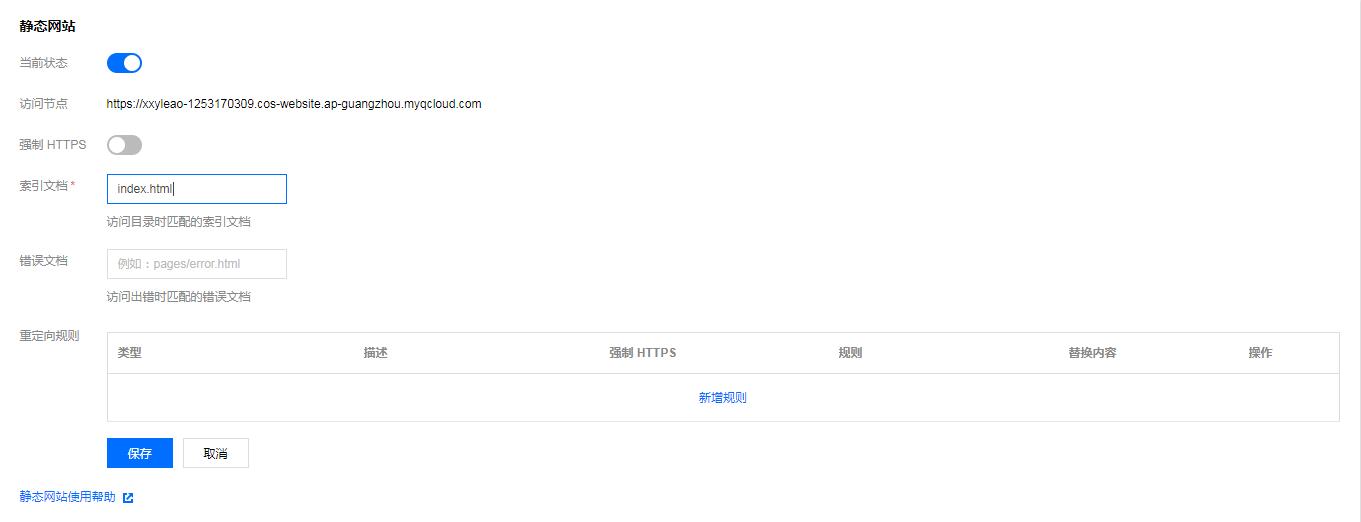 静态网站
当前状态
访问节点 https://xxyleao-1253170309.cos-website.ap-guangzhou.myqcloud.com
强制 HTTPS
索引文档 * index.html
访问目录时匹配的索引文档
错误文档 例如：pages/error.html
访问出错时匹配的错误文档
重定向规则
类型 描述 强制 HTTPS 规则 替换内容 操作
新增规则
保存 取消
静态网站使用帮助